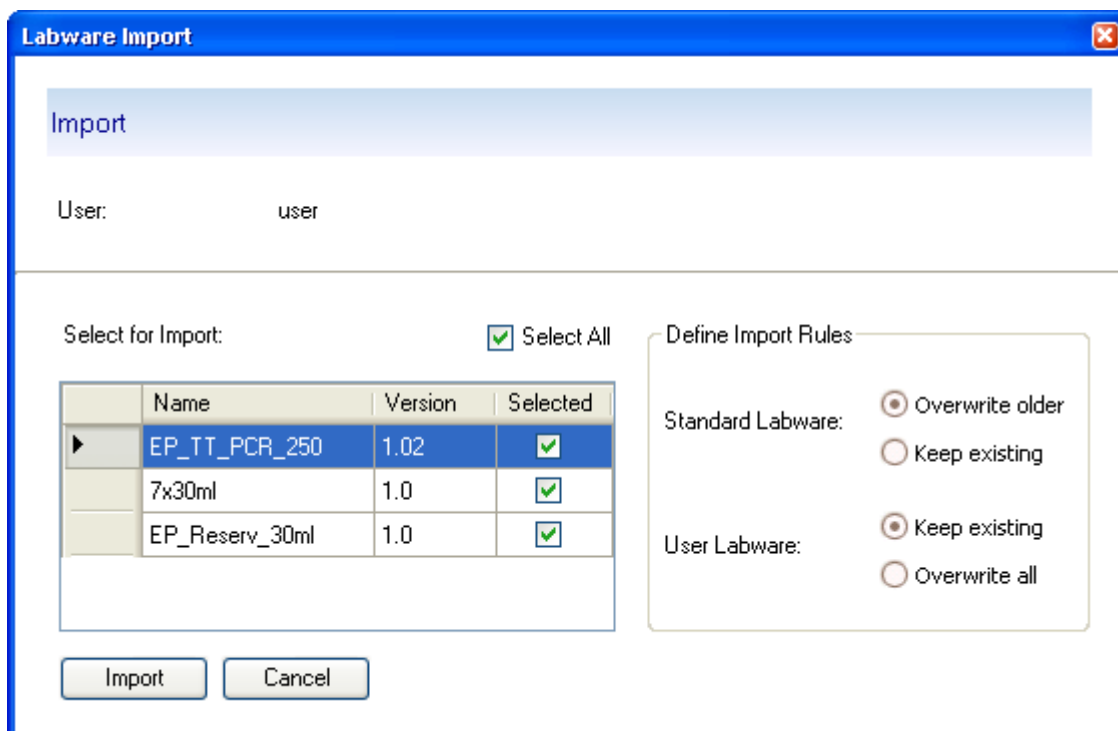 Labware Import
Import
User: user
Select for Import: Select All
Name Version Selected
EP_TT_PCR_250 1.02
7x30ml 1.0
EP_Reserv_30ml 1.0
Define Import Rules
Standard Labware:
Overwrite older
Keep existing
User Labware:
Keep existing
Overwrite all
Import Cancel